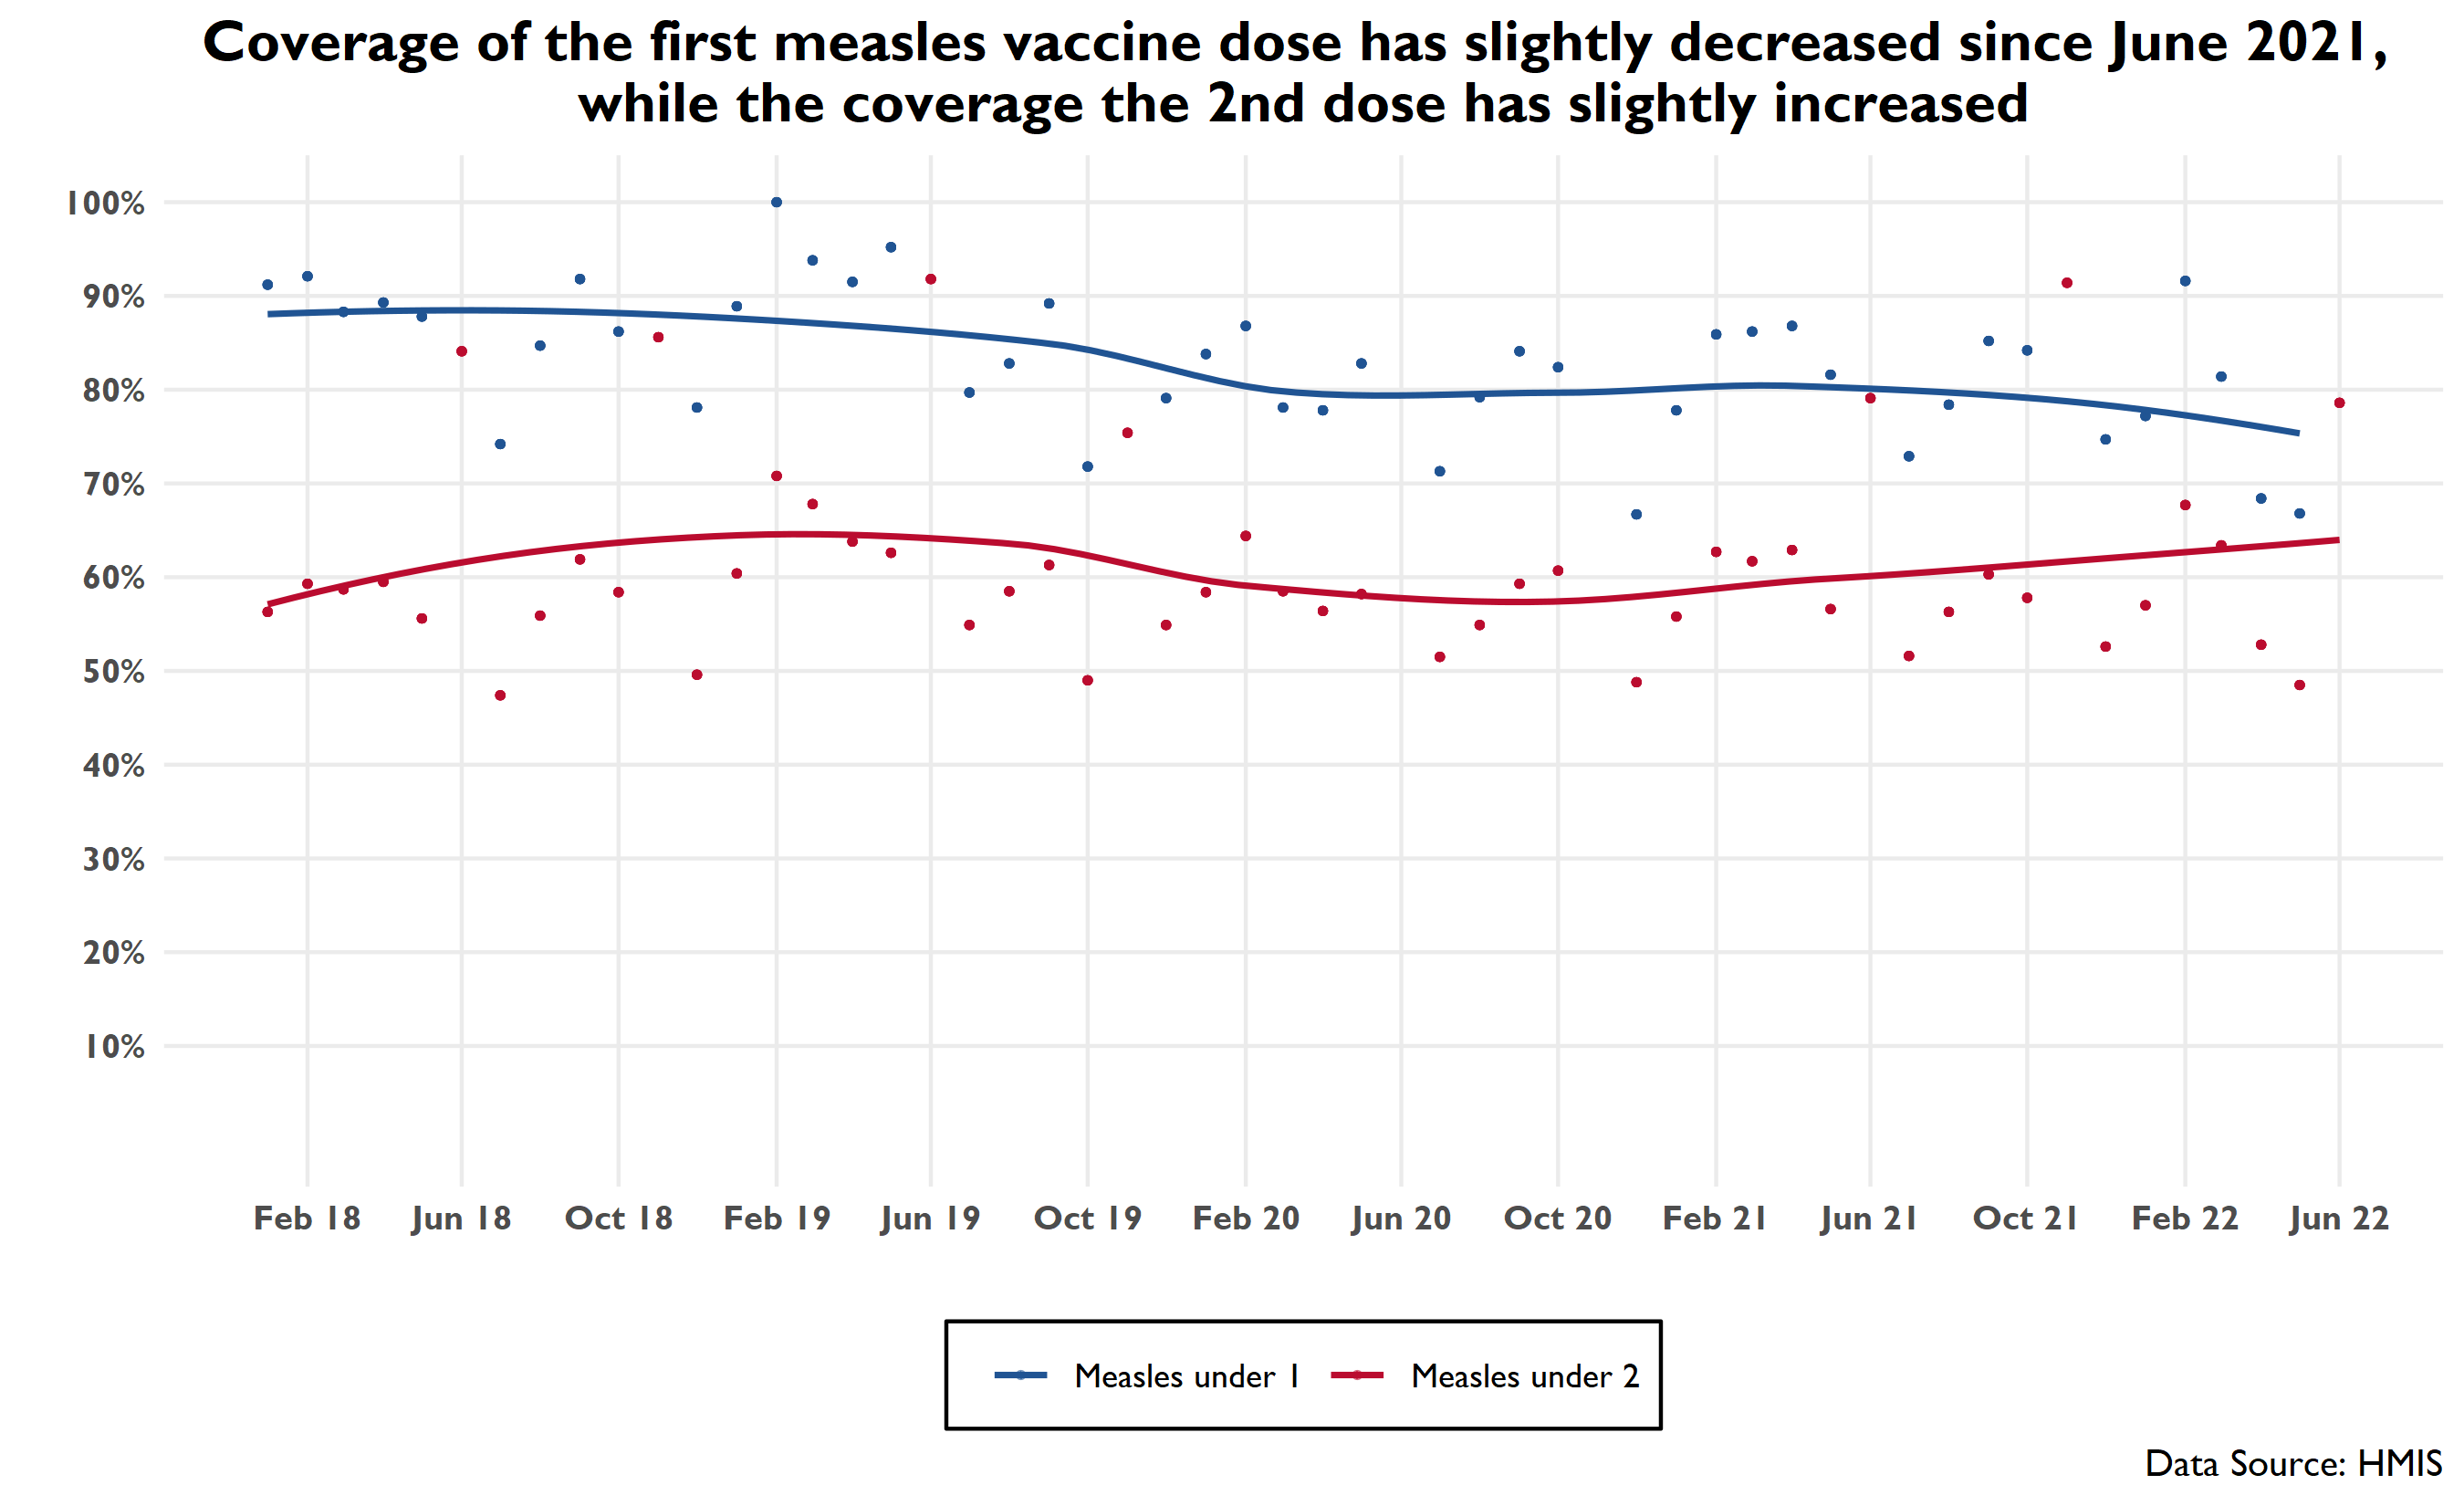 Coverage of the first measles vaccine dose has slightly decreased since June 2021,
while the coverage the 2nd dose has slightly increased
100%
90%
80%
70%
60%
50%
40%
30%
20%
10%
Feb 18 Jun 18 Oct 18 Feb 19 Jun 19 Oct 19 Feb 20 Jun 20 Oct 20 Feb 21 Jun 21 Oct 21 Feb 22 Jun 22
Measles under 1 Measles under 2
Data Source: HMIS